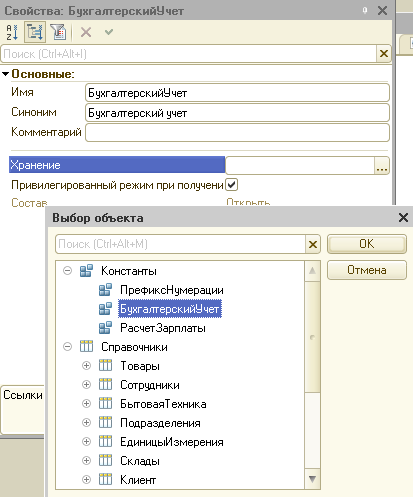 Свойства: БухгалтерскийУчет
Поиск (Ctrl+Alt+I)
Основные:
Имя БухгалтерскийУчет
Синоним Бухгалтерский учет
Комментарий
Хранение ...
Привилегированный режим при получени
Состав Открыть
Выбор объекта
Поиск (Ctrl+Alt+M)
OK
Отмена
Константы
ПрефиксНумерации
БухгалтерскийУчет
РасчетЗарплаты
Справочники
Товары
Сотрудники
БытоваяТехника
Подразделения
ЕдиницыИзмерения
Склады
Клиент
Ссылки